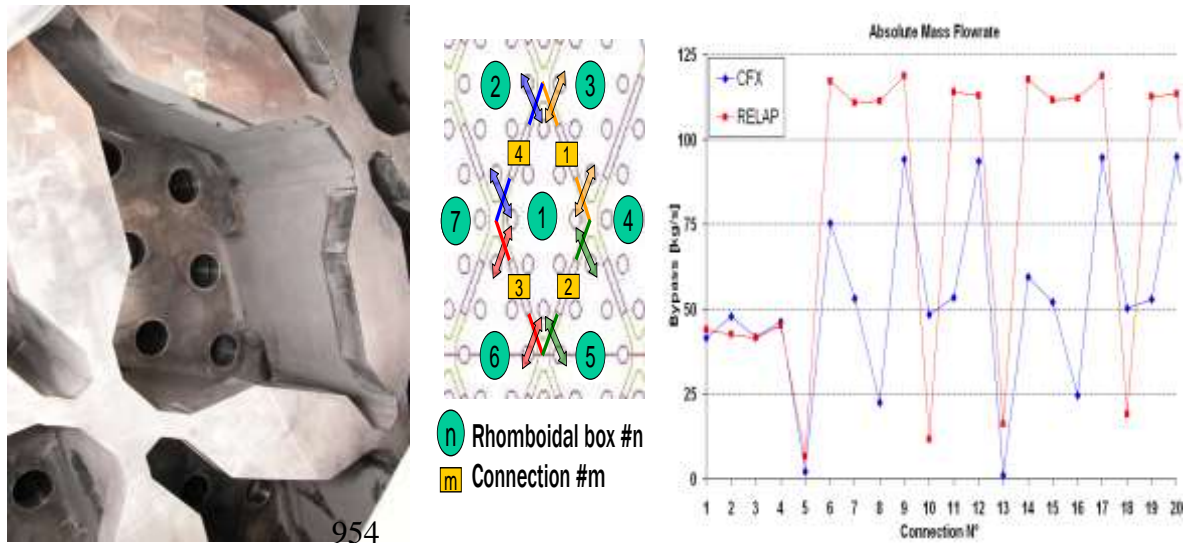 954
2
3
4
1
7
1
4
3
2
6
5
n Rhomboidal box #n
m Connection #m
Absolute Mass Flowrate
CFX
RELAP
Bypass [kg/s]
125
100
75
50
25
0
1 2 3 4 5 6 7 8 9 10 11 12 13 14 15 16 17 18 19 20
Connection N°